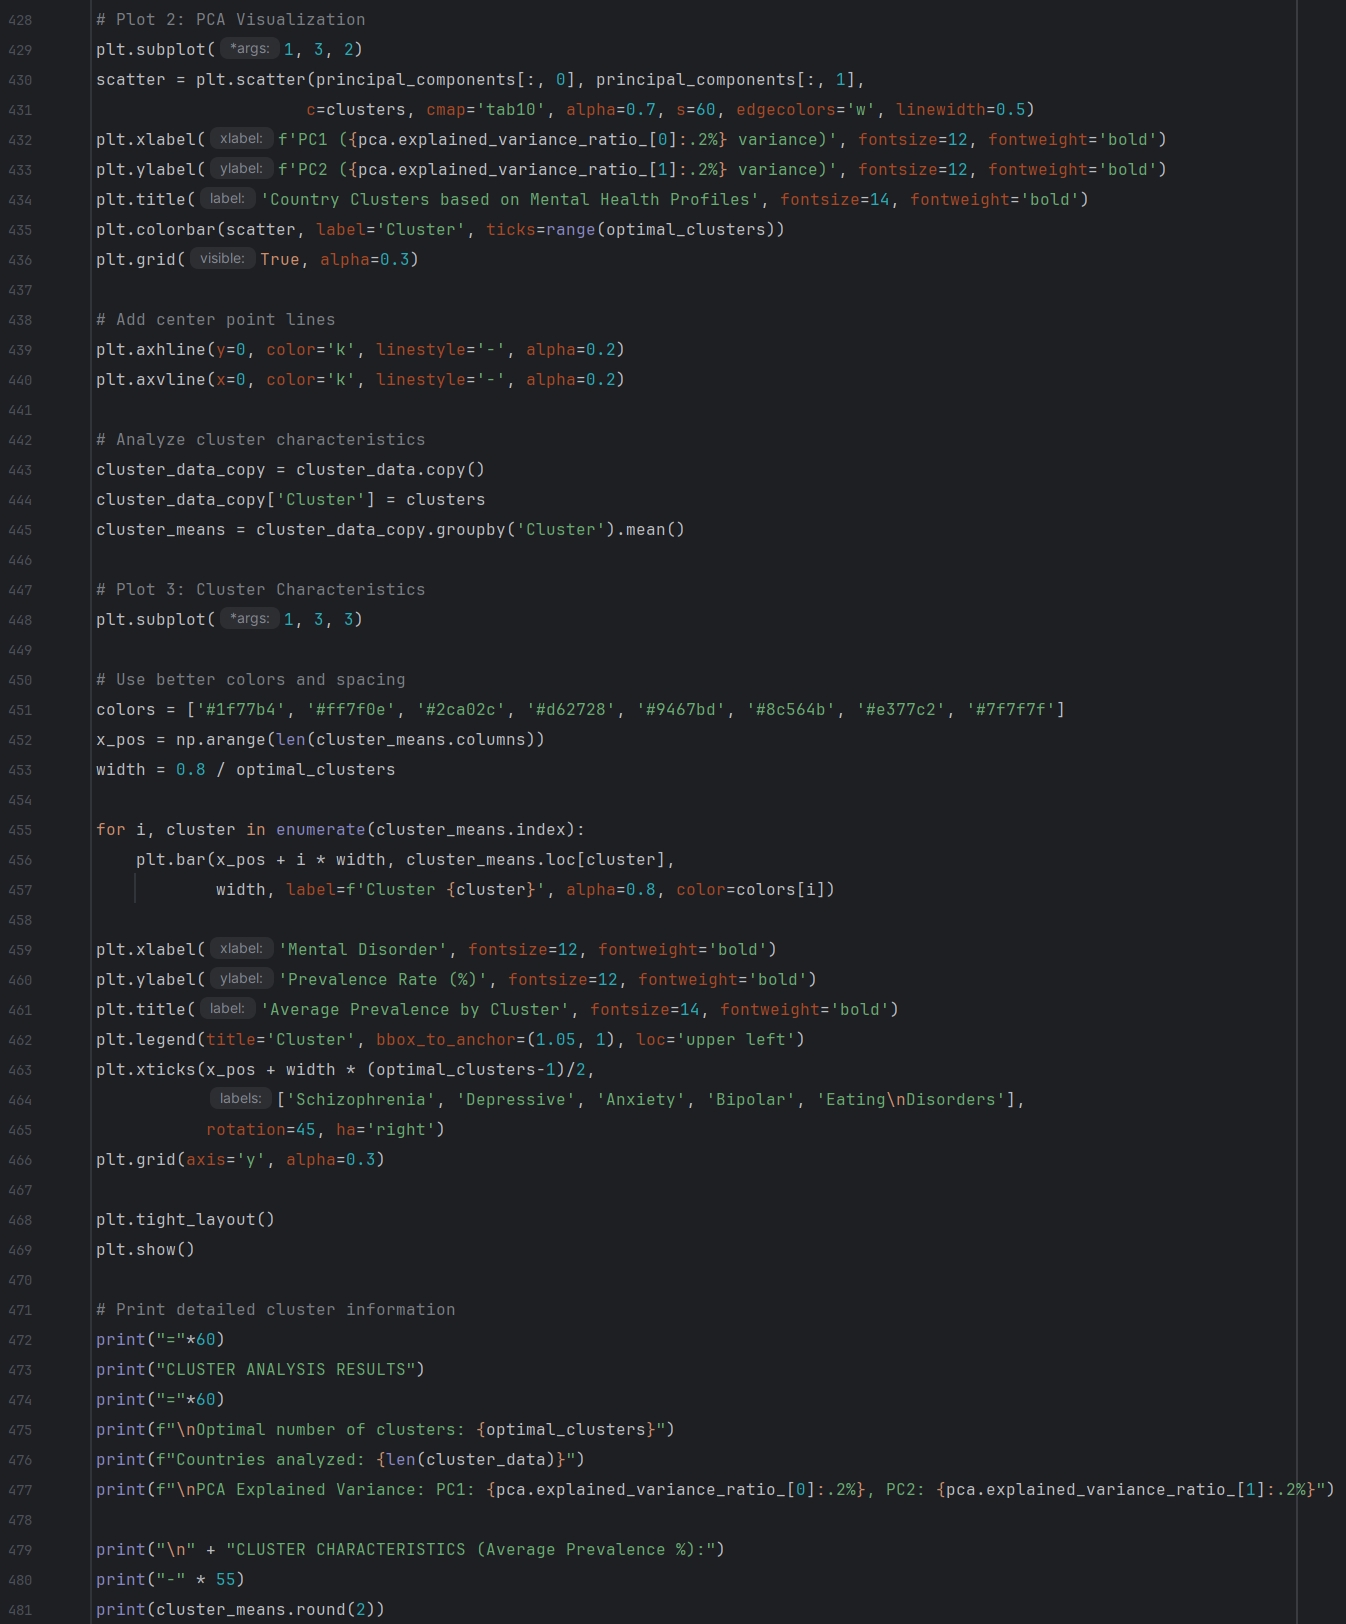 428 # Plot 2: PCA Visualization
429 plt.subplot( *args: 1, 3, 2)
430 scatter = plt.scatter(principal_components[:, 0], principal_components[:, 1],
431 c=clusters, cmap='tab10', alpha=0.7, s=60, edgecolors='w', linewidth=0.5)
432 plt.xlabel( xlabel: f'PC1 ({pca.explained_variance_ratio_[0]:.2%} variance)', fontsize=12, fontweight='bold')
433 plt.ylabel( ylabel: f'PC2 ({pca.explained_variance_ratio_[1]:.2%} variance)', fontsize=12, fontweight='bold')
434 plt.title( label: 'Country Clusters based on Mental Health Profiles', fontsize=14, fontweight='bold')
435 plt.colorbar(scatter, label='Cluster', ticks=range(optimal_clusters))
436 plt.grid( visible: True, alpha=0.3)
437
438 # Add center point lines
439 plt.axhline(y=0, color='k', linestyle='-', alpha=0.2)
440 plt.axvline(x=0, color='k', linestyle='-', alpha=0.2)
441
442 # Analyze cluster characteristics
443 cluster_data_copy = cluster_data.copy()
444 cluster_data_copy['Cluster'] = clusters
445 cluster_means = cluster_data_copy.groupby('Cluster').mean()
446
447 # Plot 3: Cluster Characteristics
448 plt.subplot( *args: 1, 3, 3)
449
450 # Use better colors and spacing
451 colors = ['#1f77b4', '#ff7f0e', '#2ca02c', '#d62728', '#9467bd', '#8c564b', '#e377c2', '#7f7f7f']
452 x_pos = np.arange(len(cluster_means.columns))
453 width = 0.8 / optimal_clusters
454
455 for i, cluster in enumerate(cluster_means.index):
456 plt.bar(x_pos + i * width, cluster_means.loc[cluster],
457 width, label=f'Cluster {cluster}', alpha=0.8, color=colors[i])
458
459 plt.xlabel( xlabel: 'Mental Disorder', fontsize=12, fontweight='bold')
460 plt.ylabel( ylabel: 'Prevalence Rate (%)', fontsize=12, fontweight='bold')
461 plt.title( label: 'Average Prevalence by Cluster', fontsize=14, fontweight='bold')
462 plt.legend(title='Cluster', bbox_to_anchor=(1.05, 1), loc='upper left')
463 plt.xticks(x_pos + width * (optimal_clusters-1)/2,
464 labels: ['Schizophrenia', 'Depressive', 'Anxiety', 'Bipolar', 'Eating\nDisorders'],
465 rotation=45, ha='right')
466 plt.grid(axis='y', alpha=0.3)
467
468 plt.tight_layout()
469 plt.show()
470
471 # Print detailed cluster information
472 print("="*60)
473 print("CLUSTER ANALYSIS RESULTS")
474 print("="*60)
475 print(f"\nOptimal number of clusters: {optimal_clusters}")
476 print(f"Countries analyzed: {len(cluster_data)}")
477 print(f"\nPCA Explained Variance: PC1: {pca.explained_variance_ratio_[0]:.2%}, PC2: {pca.explained_variance_ratio_[1]:.2%}")
478
479 print("\n" + "CLUSTER CHARACTERISTICS (Average Prevalence %):")
480 print("-" * 55)
481 print(cluster_means.round(2))